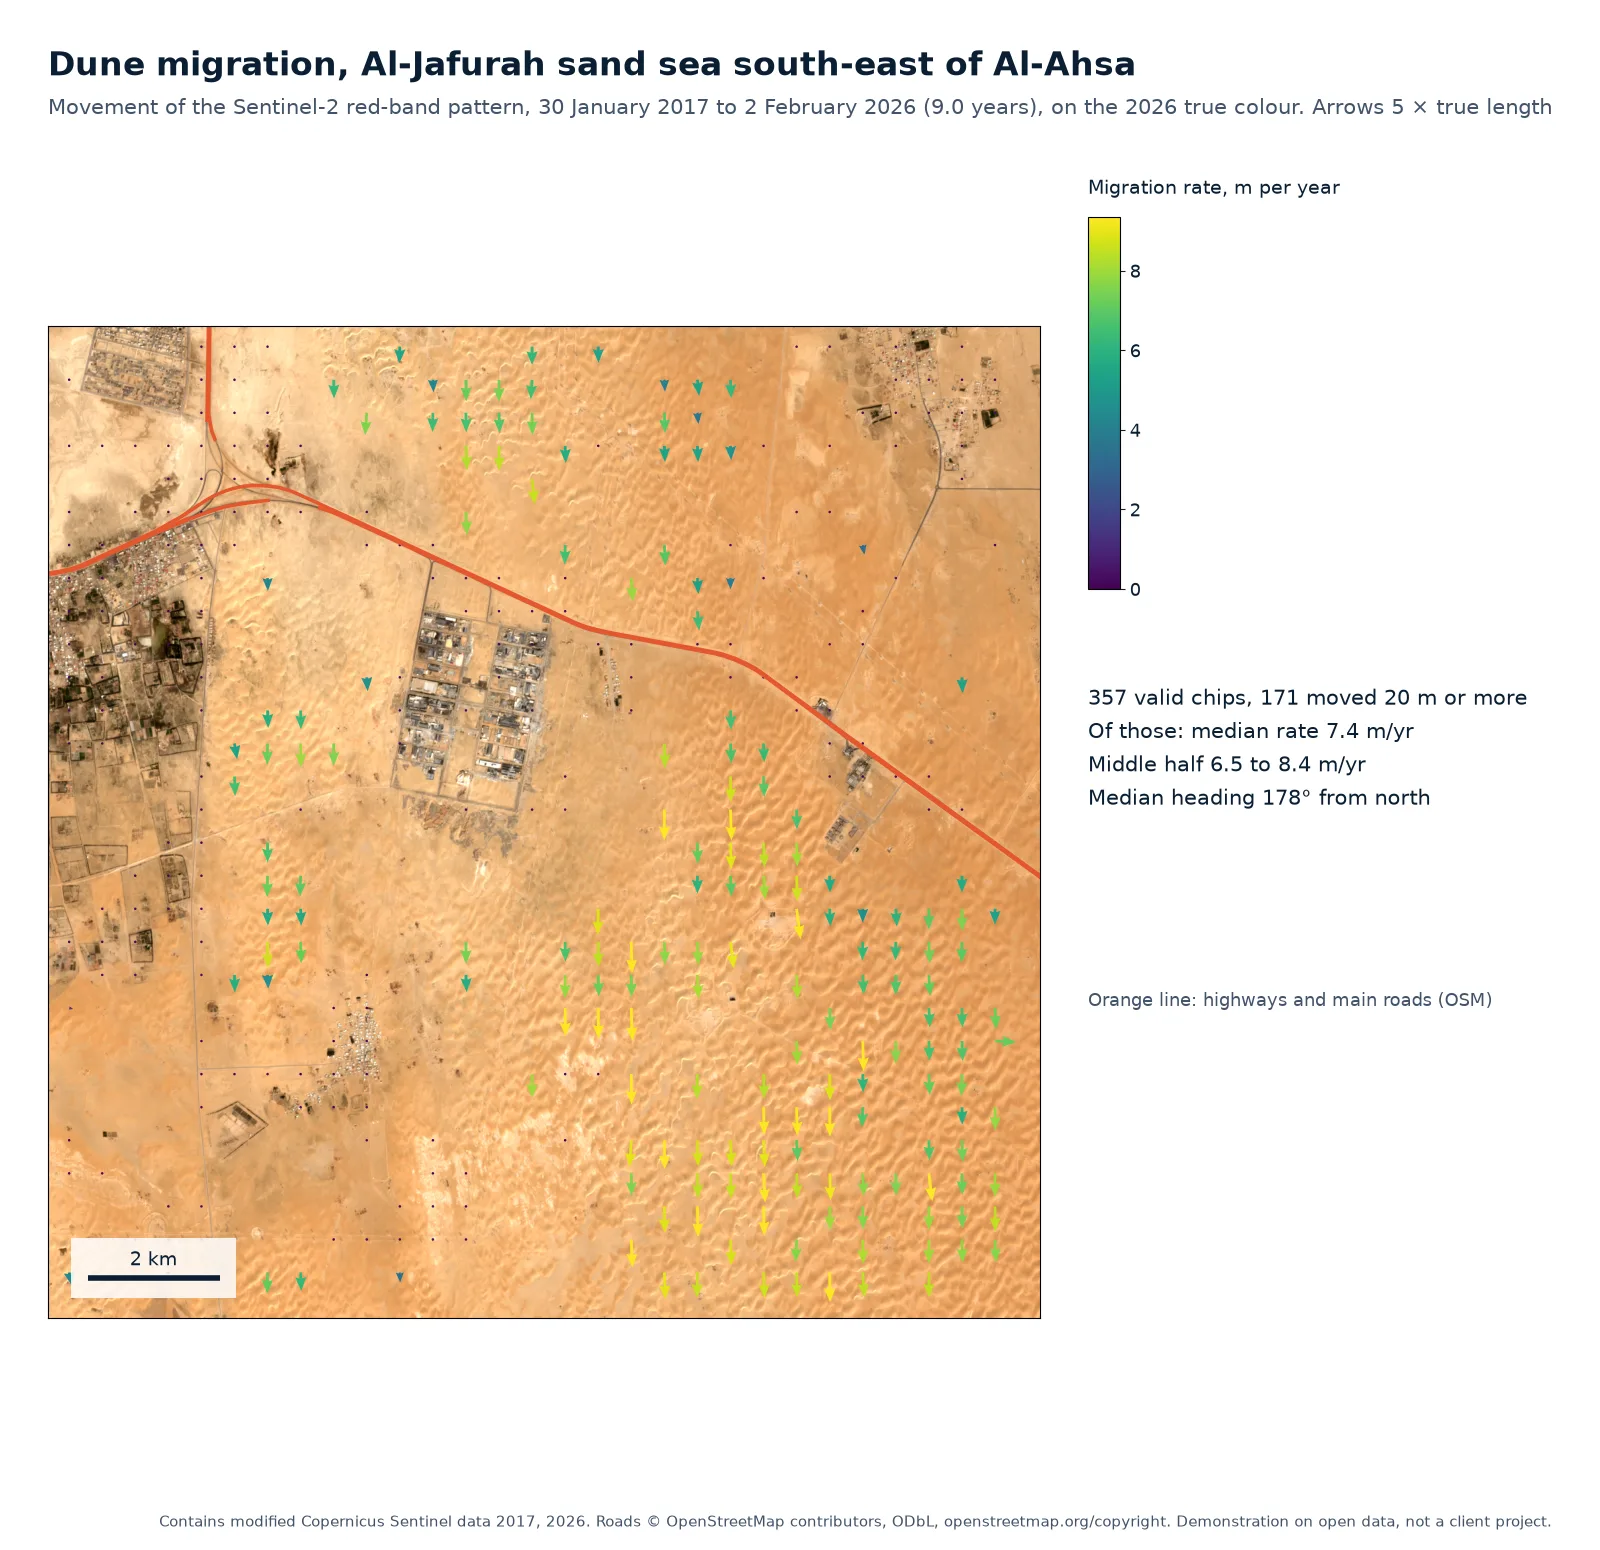 Dune migration, Al-Jafurah sand sea south-east of Al-Ahsa
Movement of the Sentinel-2 red-band pattern, 30 January 2017 to 2 February 2026 (9.0 years), on the 2026 true colour. Arrows 5 × true length
Migration rate, m per year
8
6
4
2
0
357 valid chips, 171 moved 20 m or more
Of those: median rate 7.4 m/yr
Middle half 6.5 to 8.4 m/yr
Median heading 178° from north
Orange line: highways and main roads (OSM)
2 km
Contains modified Copernicus Sentinel data 2017, 2026. Roads © OpenStreetMap contributors, ODbL, openstreetmap.org/copyright. Demonstration on open data, not a client project.